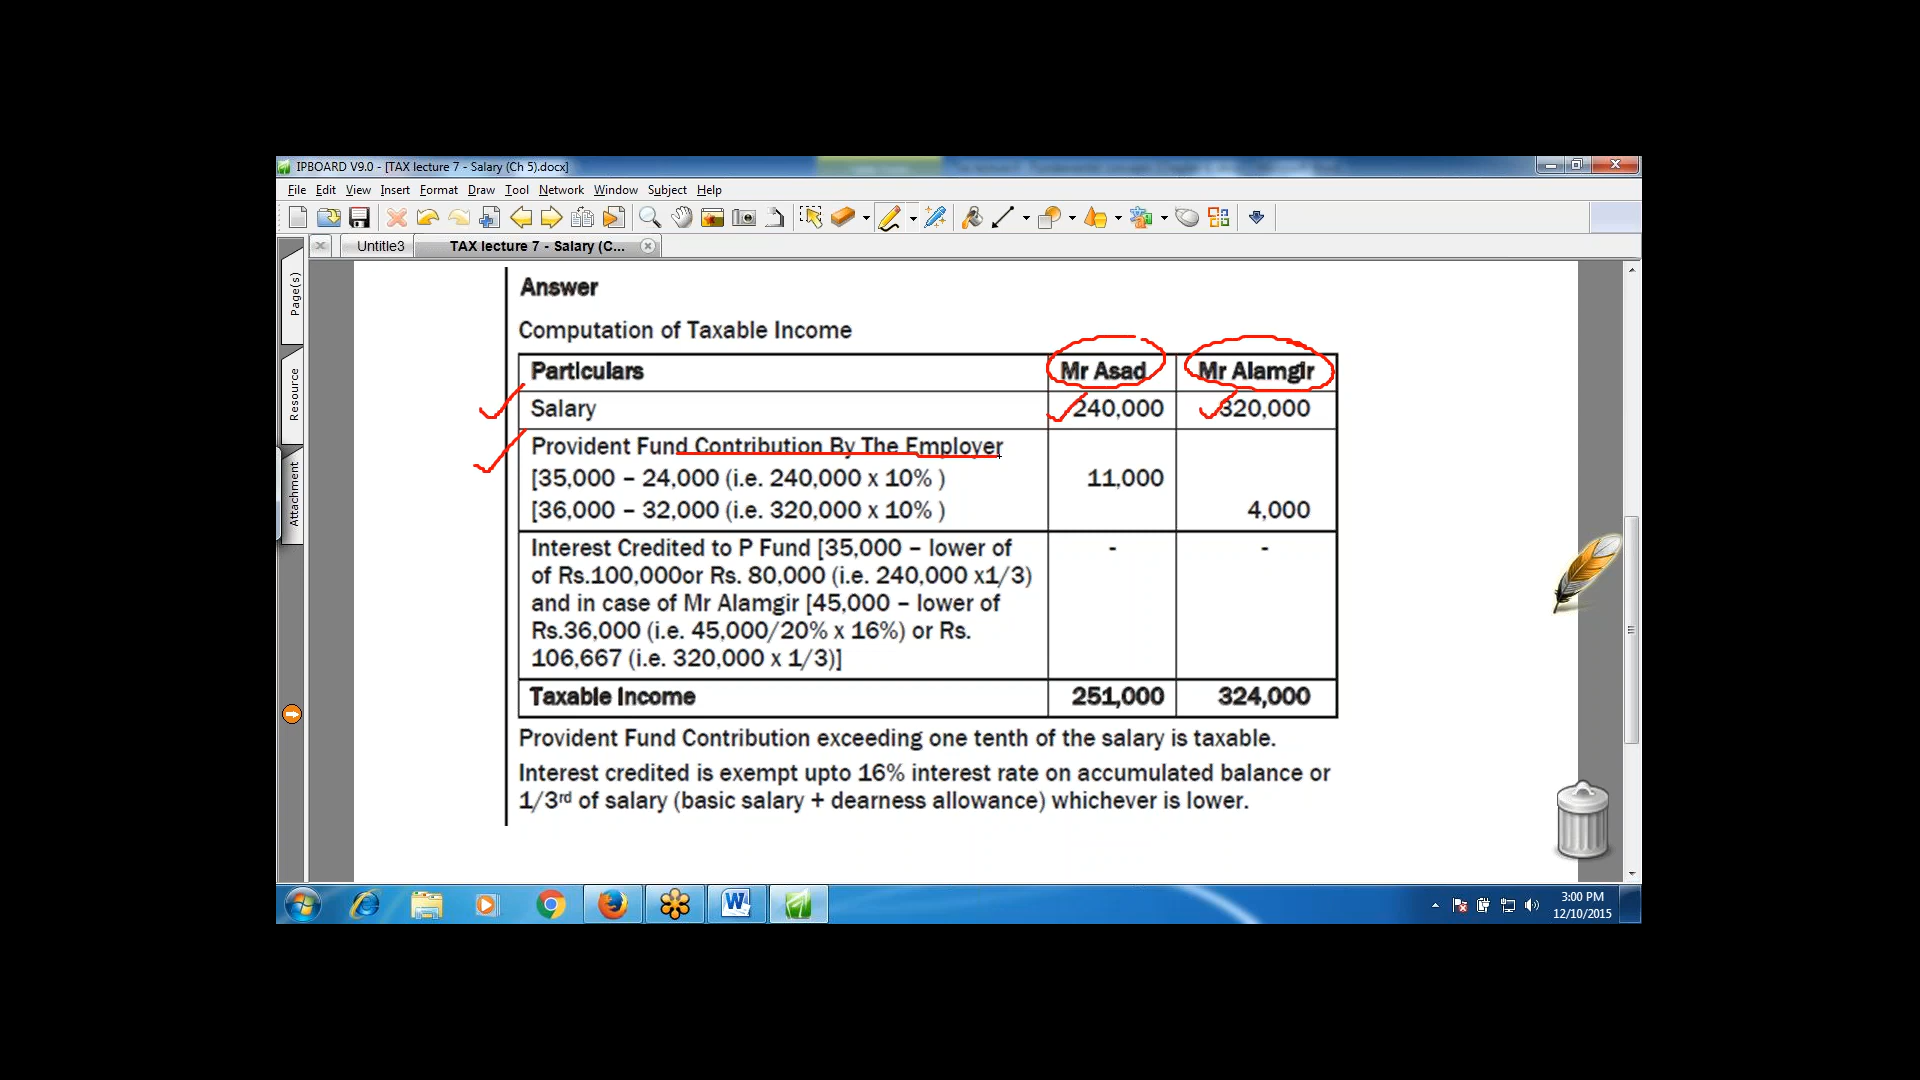 IPBOARD V9.0 - [TAX lecture 7 - Salary (Ch 5).docx]
File Edit View Insert Format Draw Tool Network Window Subject Help
Untitle3 TAX lecture 7 - Salary (C...
Page(s)
Resource
Attachment
Answer
Computation of Taxable Income
Particulars Mr Asad Mr Alamgir
Salary 240,000 320,000
Provident Fund Contribution By The Employer
[35,000 – 24,000 (i.e. 240,000 x 10% ) 11,000
[36,000 – 32,000 (i.e. 320,000 x 10% ) 4,000
Interest Credited to P Fund [35,000 – lower of - -
of Rs.100,000or Rs. 80,000 (i.e. 240,000 x1/3)
and in case of Mr Alamgir [45,000 – lower of
Rs.36,000 (i.e. 45,000/20% x 16%) or Rs.
106,667 (i.e. 320,000 x 1/3)]
Taxable Income 251,000 324,000
Provident Fund Contribution exceeding one tenth of the salary is taxable.
Interest credited is exempt upto 16% interest rate on accumulated balance or
1/3rd of salary (basic salary + dearness allowance) whichever is lower.
3:00 PM
12/10/2015